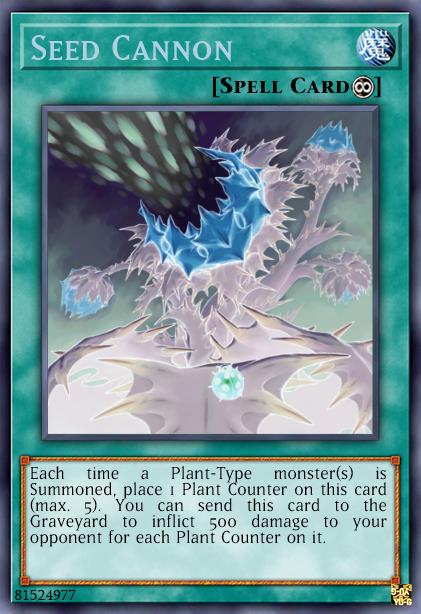 Seed Cannon
[Spell Card]
Each time a Plant-Type monster(s) is
Summoned, place 1 Plant Counter on this card
(max. 5). You can send this card to the
Graveyard to inflict 500 damage to your
opponent for each Plant Counter on it.
81524977